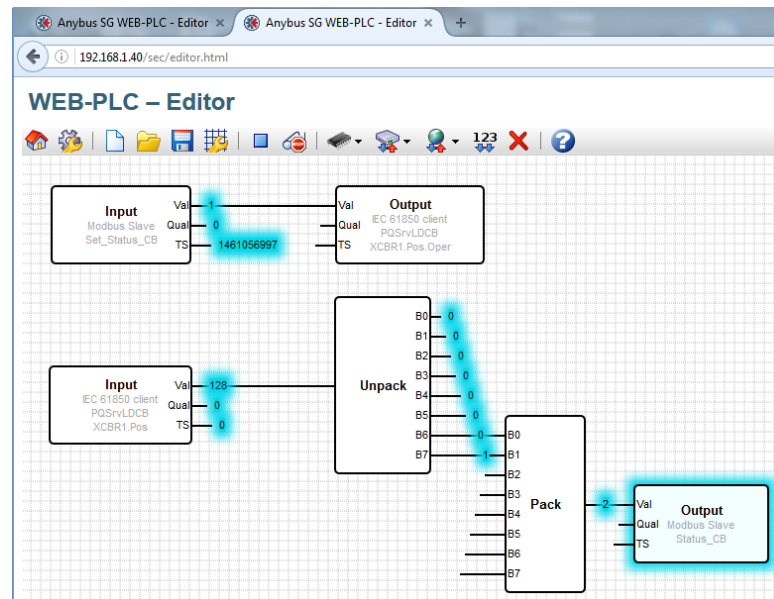 Anybus SG WEB-PLC - Editor × Anybus SG WEB-PLC - Editor × +
192.168.1.40/sec/editor.html
WEB-PLC – Editor
123
Input
Modbus Slave
Set_Status_CB
Val
Qual
TS
1
0
1461056997
Val
Qual
TS
Output
IEC 61850 client
PQSrvLDCB
XCBR1.Pos.Oper
Input
IEC 61850 client
PQSrvLDCB
XCBR1.Pos
Val
Qual
TS
128
0
0
Unpack
B0 0
B1 0
B2 0
B3 0
B4 0
B5 0
B6 0
B7 1
B0
B1
B2
B3
B4
B5
B6
B7
Pack
2
Val
Qual
TS
Output
Modbus Slave
Status_CB